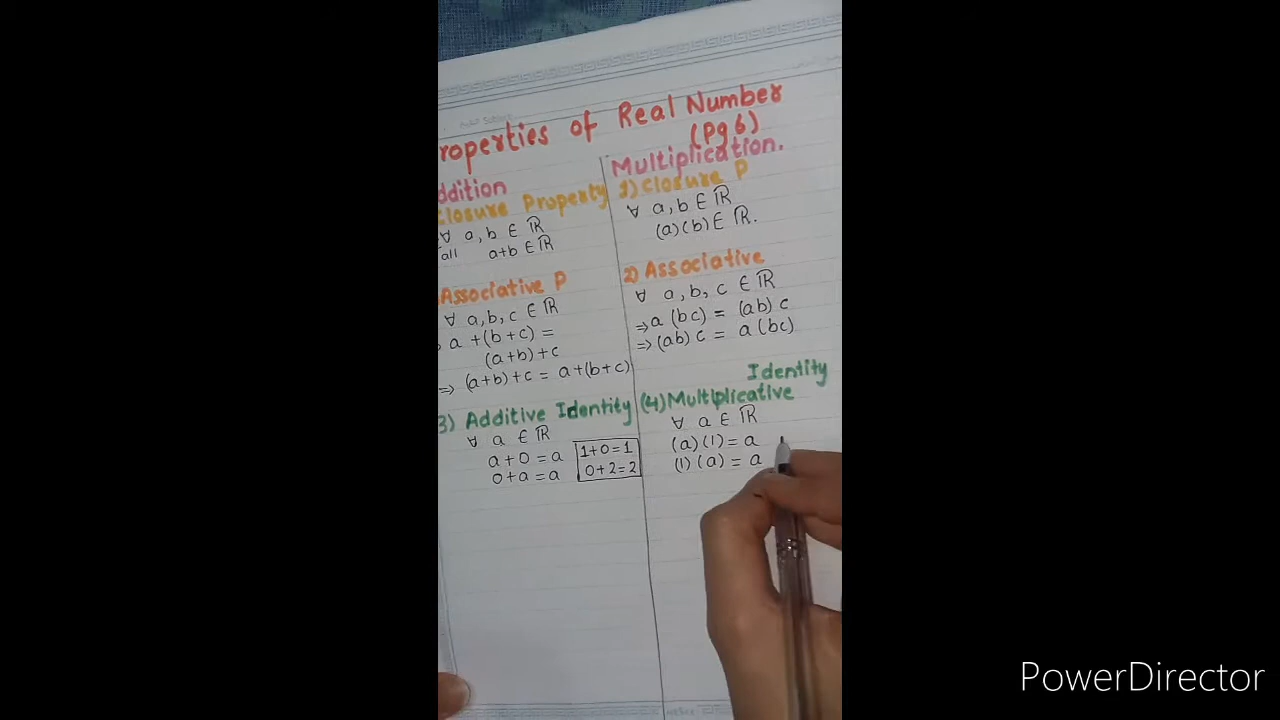 roperties of Real Number
(Pg 6)
ddition
closure Property
∀ a, b ∈ ℝ
all a+b ∈ ℝ
Associative P
∀ a, b, c ∈ ℝ
a + (b + c) =
(a+b) + c
⇒ (a+b) + c = a+(b+c)
3) Additive Identity
∀ a ∈ ℝ
a + 0 = a
0 + a = a
1+0 = 1
0+2 = 2
Multiplication.
1) Closure P
∀ a, b ∈ ℝ
(a)(b) ∈ ℝ.
2) Associative
∀ a, b, c ∈ ℝ
⇒ a (bc) = (ab) c
⇒ (ab) c = a (bc)
Identity
(4) Multiplicative
∀ a ∈ ℝ
(a) (1) = a
(1) (a) = a
PowerDirector